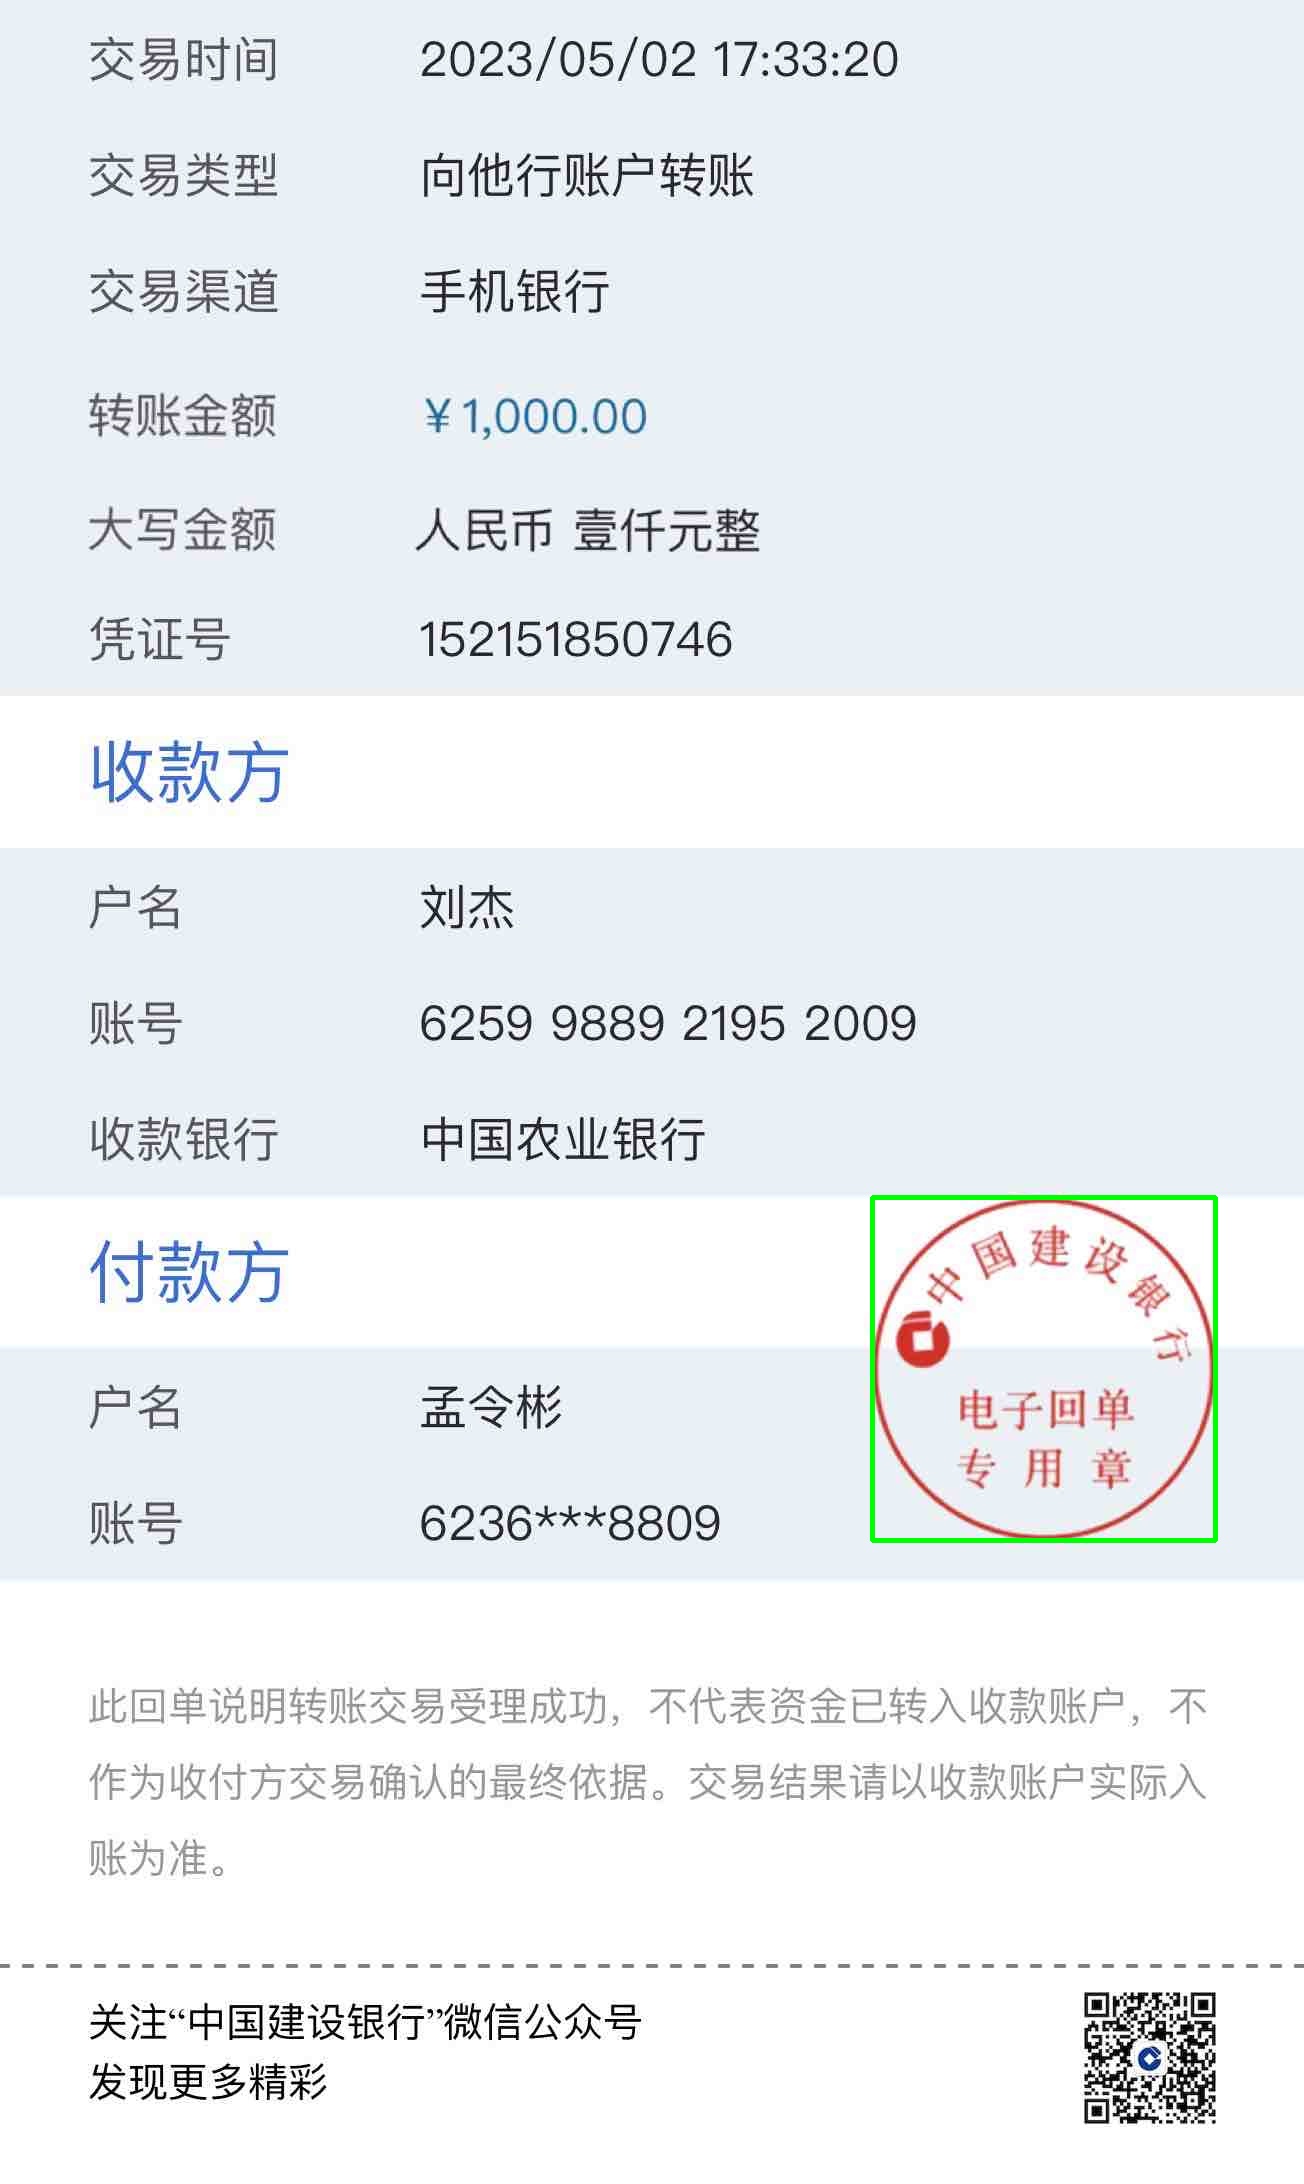 交易时间 2023/05/02 17:33:20
交易类型 向他行账户转账
交易渠道 手机银行
转账金额 ¥1,000.00
大写金额 人民币 壹仟元整
凭证号 152151850746
收款方
户名 刘杰
账号 6259 9889 2195 2009
收款银行 中国农业银行
付款方
中国建设银行
电子回单
专用章
户名 孟令彬
账号 6236***8809
此回单说明转账交易受理成功，不代表资金已转入收款账户，不
作为收付方交易确认的最终依据。交易结果请以收款账户实际入
账为准。
关注“中国建设银行”微信公众号
发现更多精彩